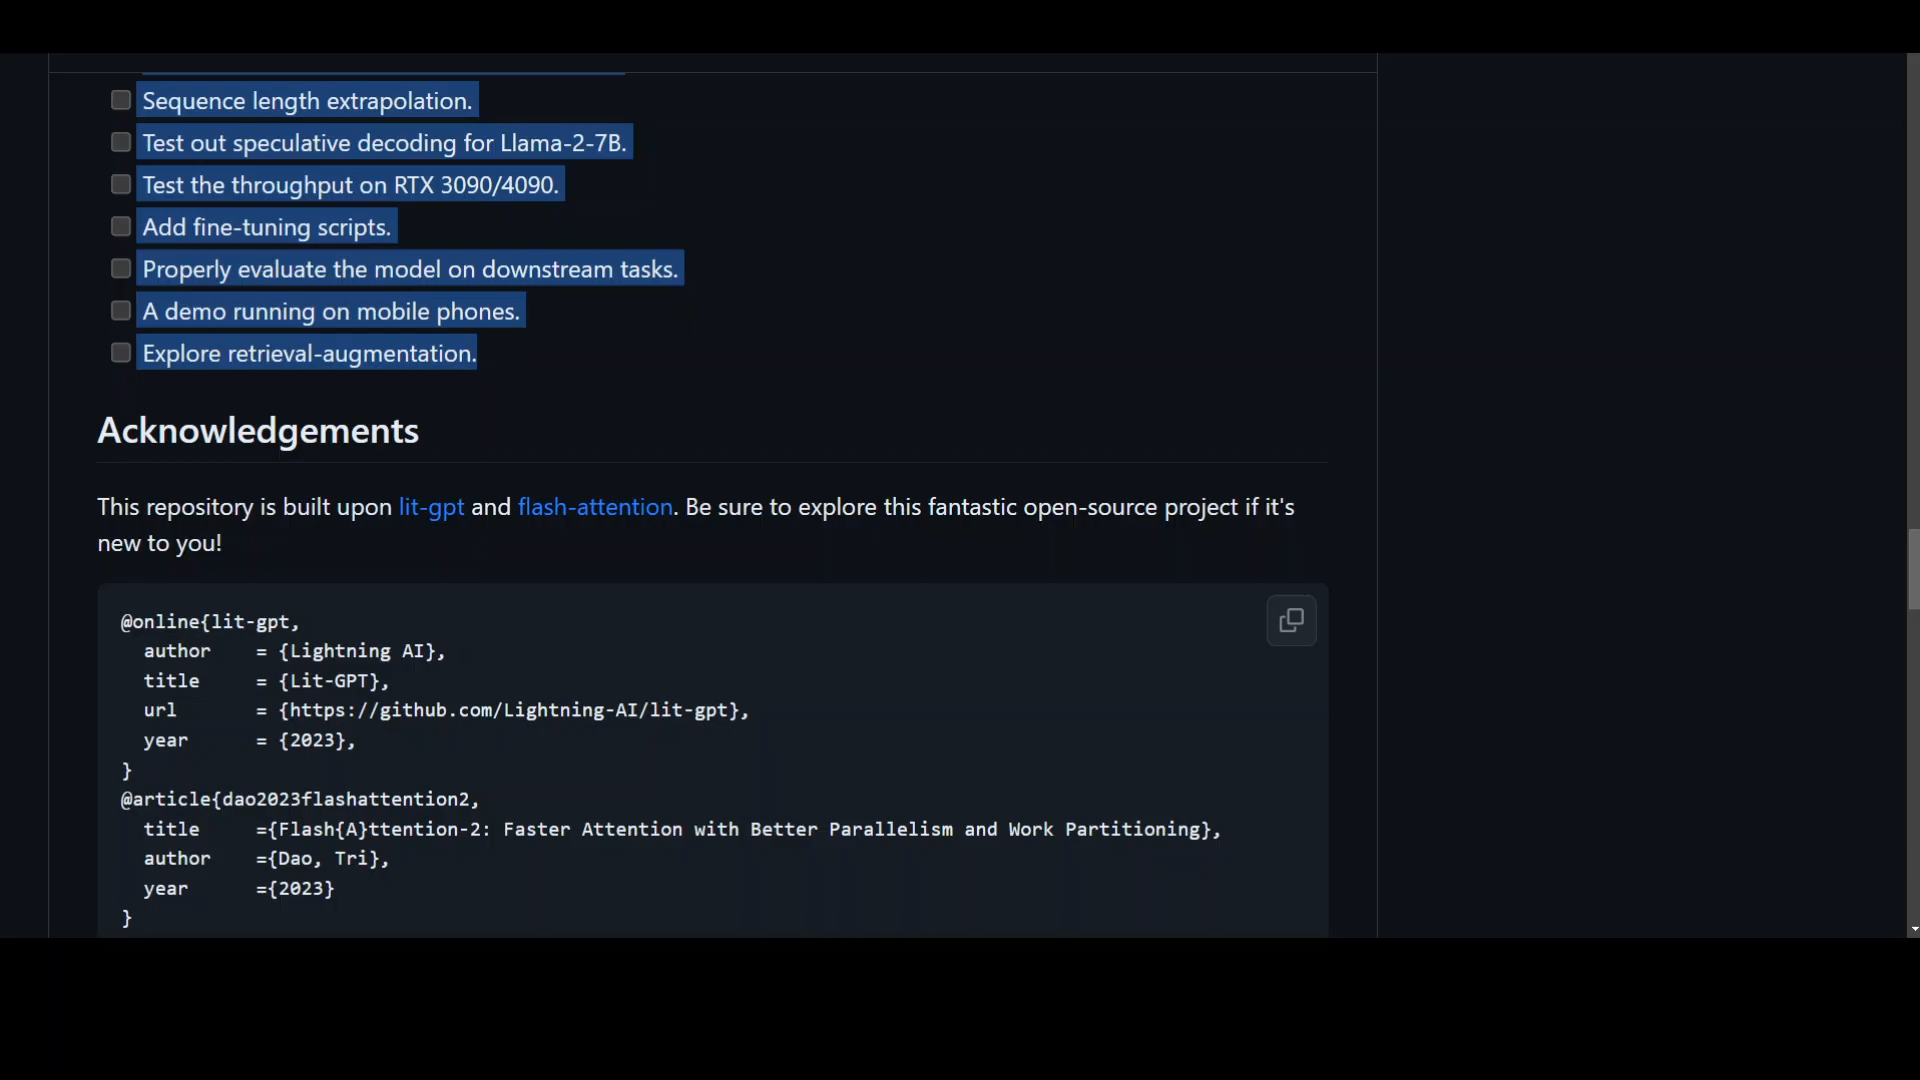 Sequence length extrapolation.
Test out speculative decoding for Llama-2-7B.
Test the throughput on RTX 3090/4090.
Add fine-tuning scripts.
Properly evaluate the model on downstream tasks.
A demo running on mobile phones.
Explore retrieval-augmentation.
Acknowledgements
This repository is built upon lit-gpt and flash-attention. Be sure to explore this fantastic open-source project if it's
new to you!
@online{lit-gpt,
  author    = {Lightning AI},
  title     = {Lit-GPT},
  url       = {https://github.com/Lightning-AI/lit-gpt},
  year      = {2023},
}
@article{dao2023flashattention2,
  title     ={Flash{A}ttention-2: Faster Attention with Better Parallelism and Work Partitioning},
  author    ={Dao, Tri},
  year      ={2023}
}